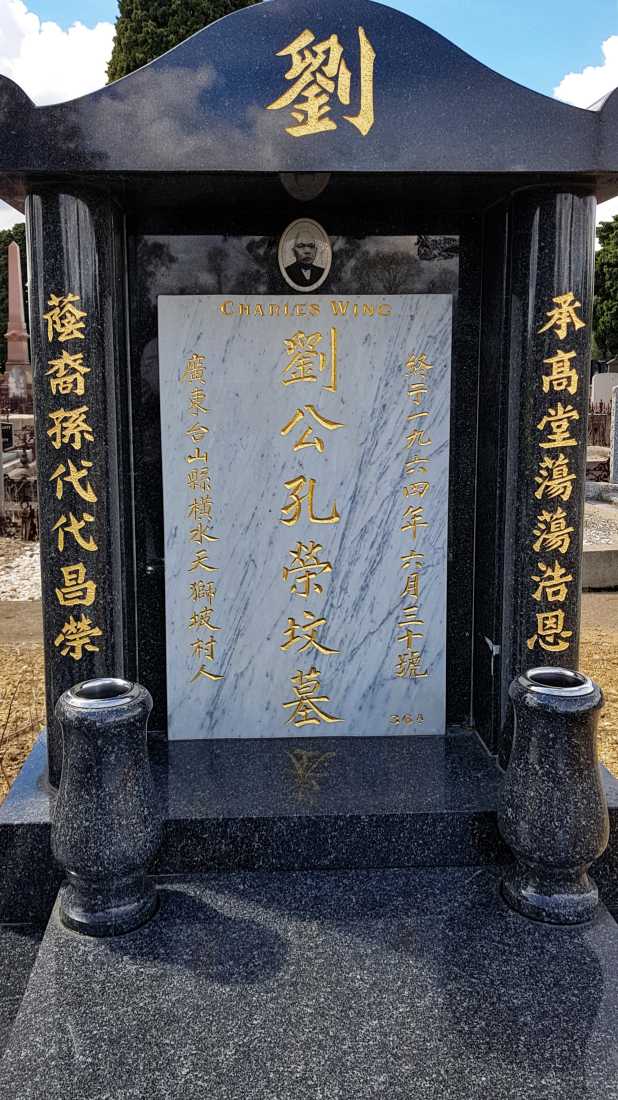 劉
CHARLES WING
承高堂蕩蕩浩恩
終于一九六四年六月三十號
劉公孔榮坟墓
廣東台山縣橫水天獅坡村人
蔭裔孫代代昌榮